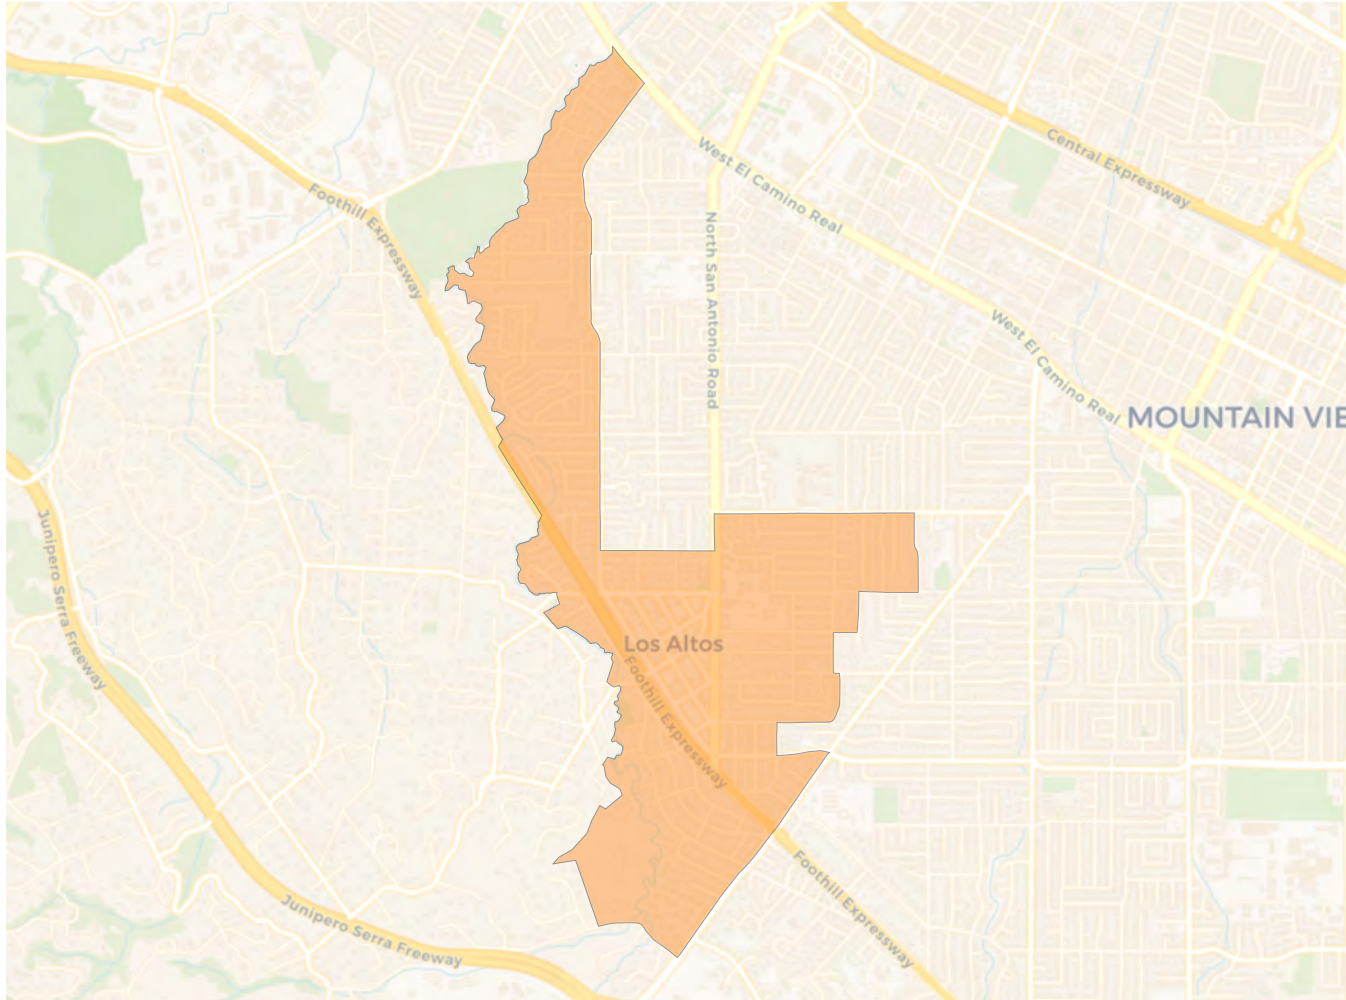 Central Expressway
West El Camino Real
Foothill Expressway
North San Antonio Road
West El Camino Real
MOUNTAIN VIE
Junipero Serra Freeway
Los Altos
Foothill Expressway
Foothill Expressway
Junipero Serra Freeway